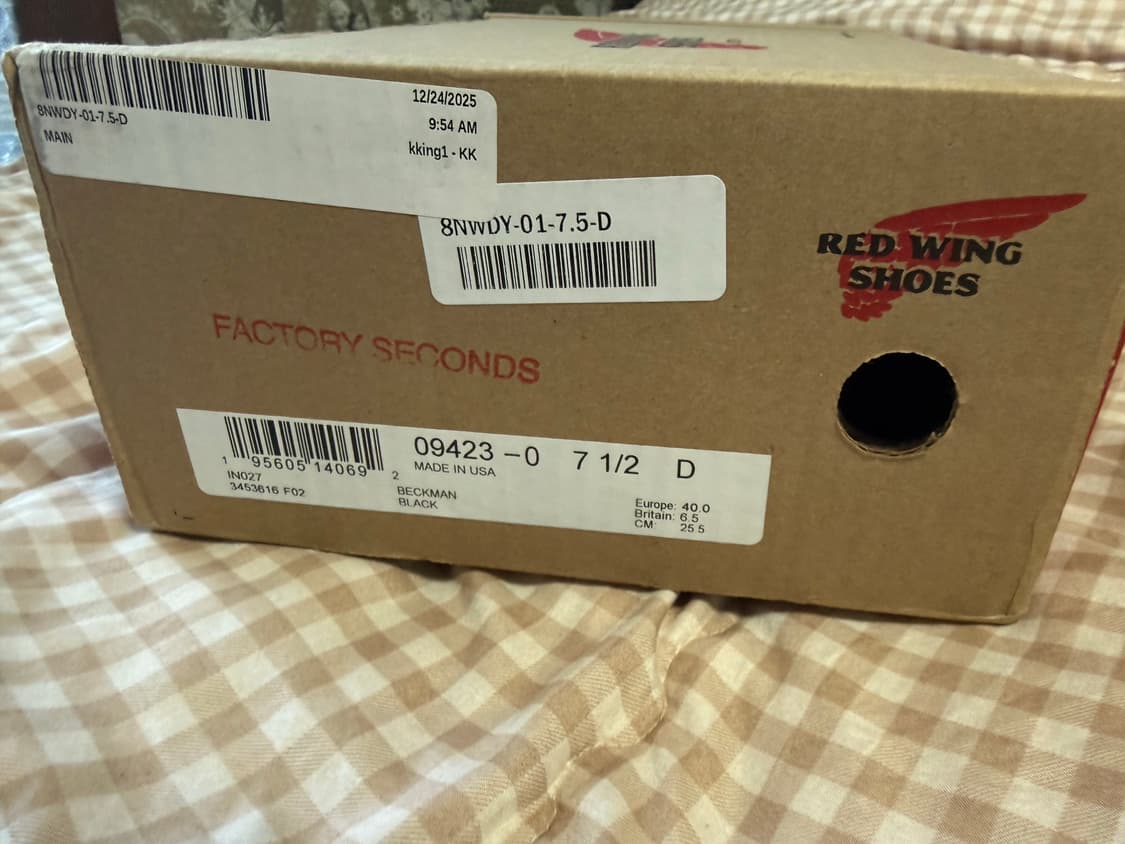 8NWDY-01-7.5-D
MAIN
12/24/2025
9:54 AM
kking1 - KK
8NWDY-01-7.5-D
RED WING
SHOES
FACTORY SECONDS
1 95605 14069 2
IN027
3453616 F02
09423 -0 7 1/2 D
MADE IN USA
BECKMAN
BLACK
Europe: 40.0
Britain: 6.5
CM: 25.5